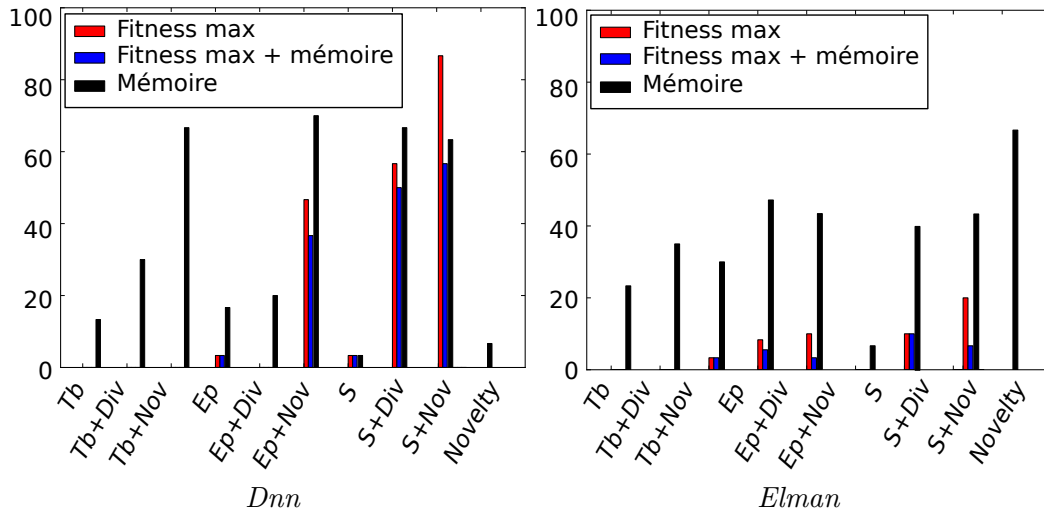 100
80
60
40
20
0
Fitness max
Fitness max + mémoire
Mémoire
Tb
Tb+Div
Tb+Nov
Ep
Ep+Div
Ep+Nov
S
S+Div
S+Nov
Novelty
Dnn
100
80
60
40
20
0
Fitness max
Fitness max + mémoire
Mémoire
Tb
Tb+Div
Tb+Nov
Ep
Ep+Div
Ep+Nov
S
S+Div
S+Nov
Novelty
Elman